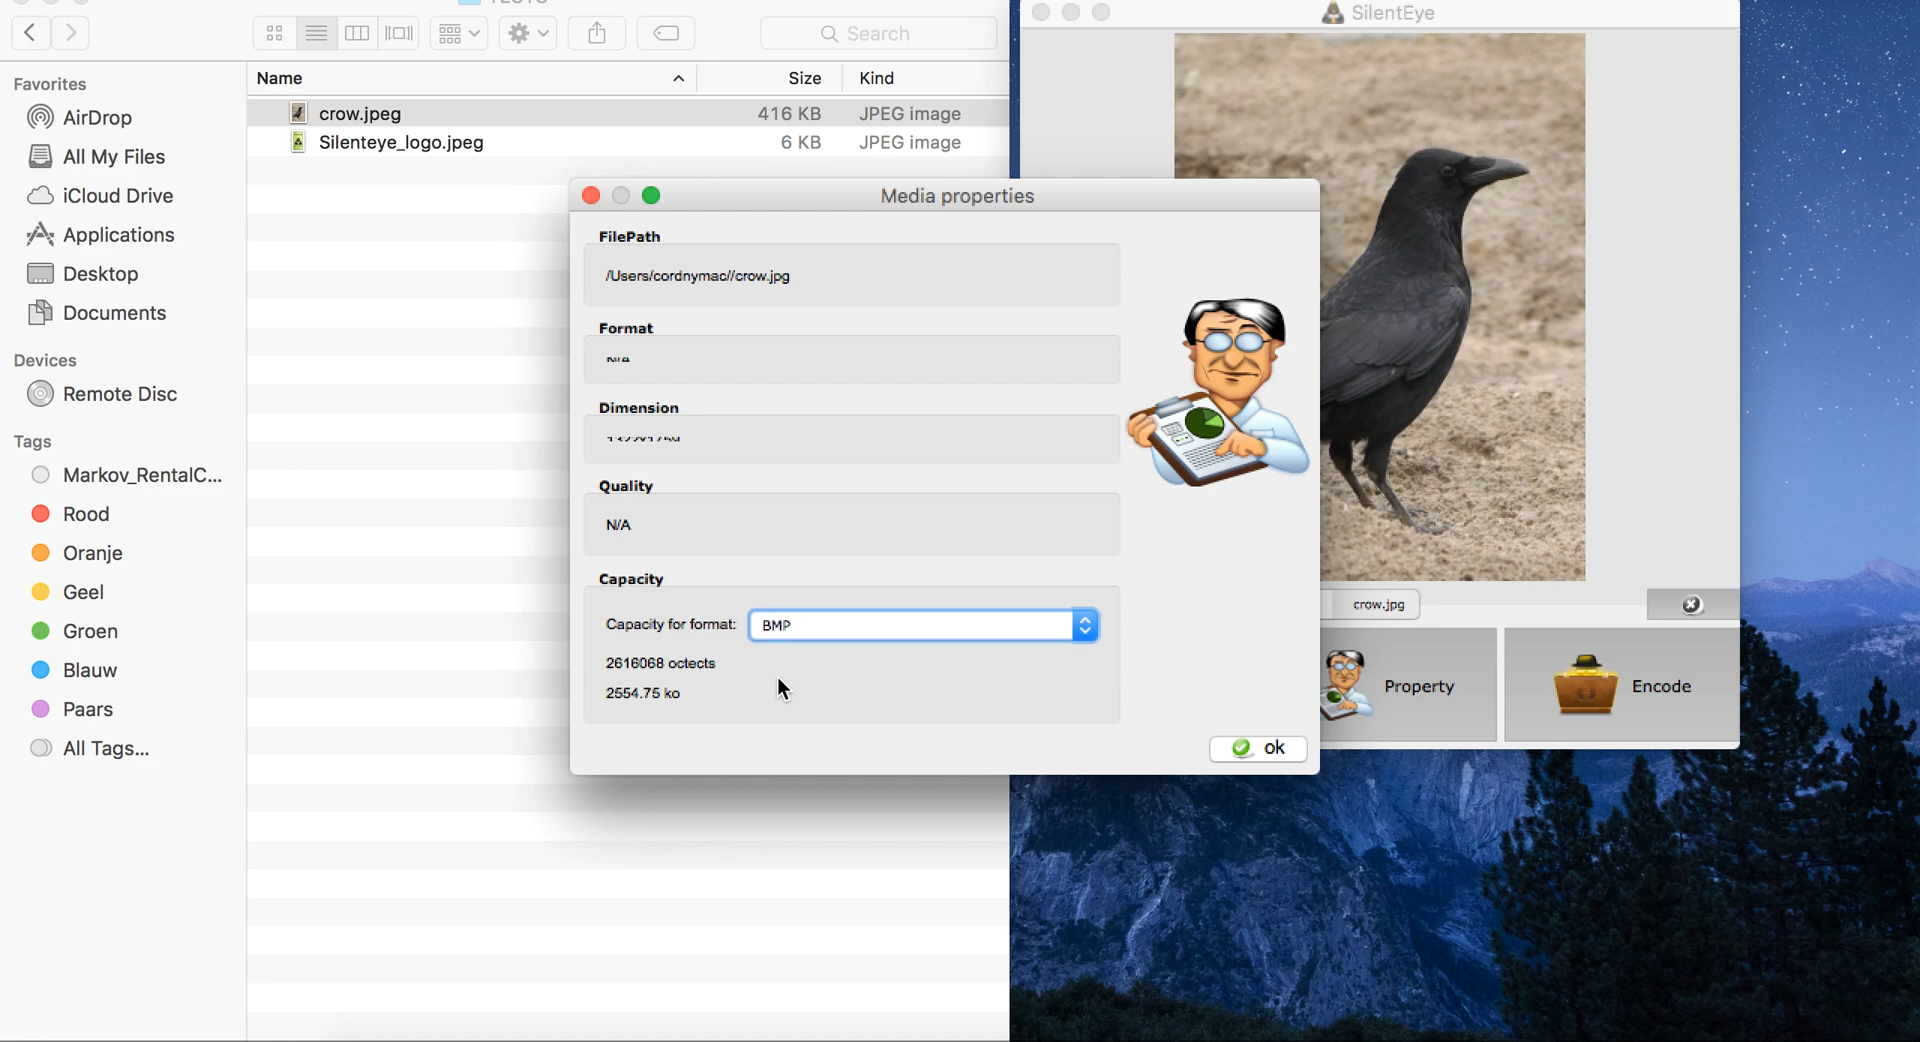 SilentEye
Search
Favorites
AirDrop
All My Files
iCloud Drive
Applications
Desktop
Documents
Devices
Remote Disc
Tags
Markov_RentalC...
Rood
Oranje
Geel
Groen
Blauw
Paars
All Tags...
Name Size Kind
crow.jpeg 416 KB JPEG image
Silenteye_logo.jpeg 6 KB JPEG image
Media properties
FilePath
/Users/cordnymac//crow.jpg
Format
N/A
Dimension
Quality
N/A
Capacity
Capacity for format: BMP
2616068 octects
2554.75 ko
ok
crow.jpg
Property
Encode